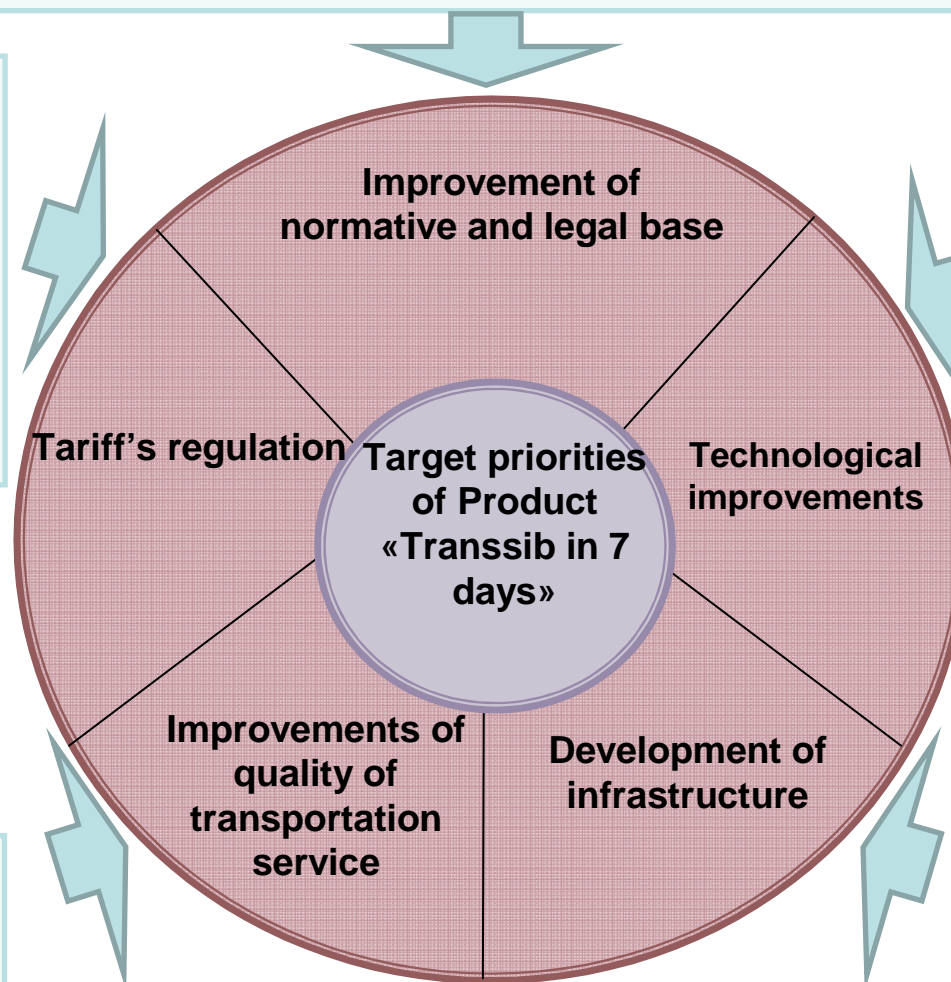 Improvement of
normative and legal base
Tariff's regulation
Target priorities
of Product
«Transsib in 7
days»
Technological
improvements
Improvements of
quality of
transportation
service
Development of
infrastructure